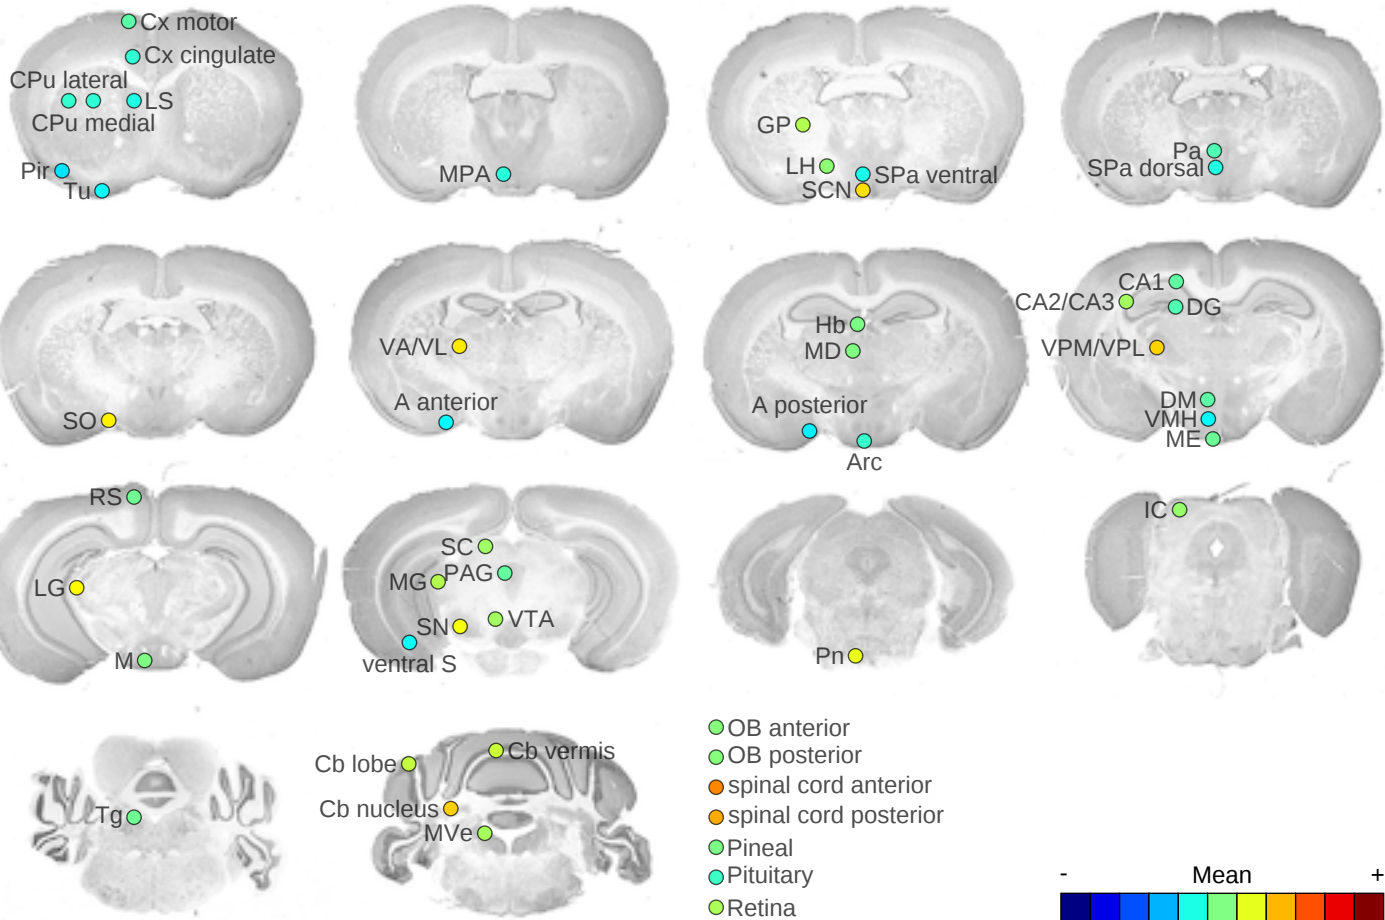 Cx motor
Cx cingulate
CPu lateral
LS
CPu medial
Pir
Tu
MPA
GP
LH
SPa ventral
SCN
Pa
SPa dorsal
SO
VA/VL
A anterior
Hb
MD
A posterior
Arc
CA1
CA2/CA3
DG
VPM/VPL
DM
VMH
ME
RS
LG
M
SC
MG
PAG
SN
VTA
ventral S
Pn
IC
Tg
Cb vermis
Cb lobe
Cb nucleus
MVe
OB anterior
OB posterior
spinal cord anterior
spinal cord posterior
Pineal
Pituitary
Retina
- Mean +